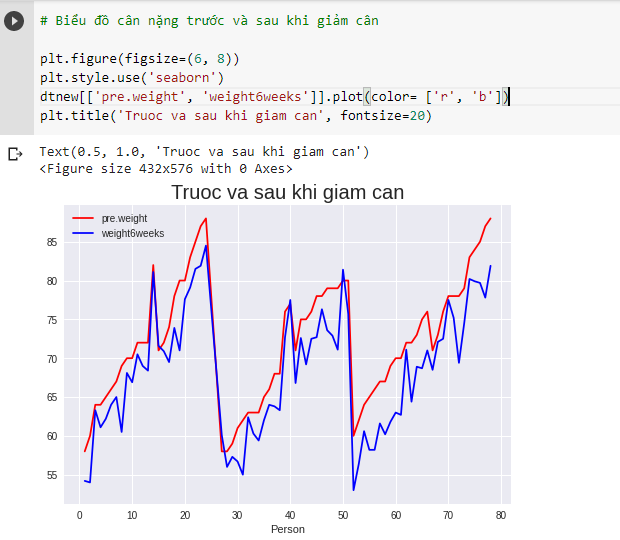 # Biểu đồ cân nặng trước và sau khi giảm cân
plt.figure(figsize=(6, 8))
plt.style.use('seaborn')
dtnew[['pre.weight', 'weight6weeks']].plot(color= ['r', 'b'])
plt.title('Truoc va sau khi giam can', fontsize=20)
Text(0.5, 1.0, 'Truoc va sau khi giam can')
<Figure size 432x576 with 0 Axes>
Truoc va sau khi giam can
pre.weight
weight6weeks
85
80
75
70
65
60
55
0 10 20 30 40 50 60 70 80
Person